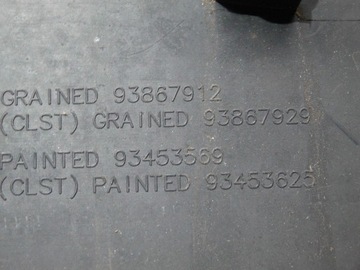 GRAINED 93867912
(CLST) GRAINED 93867929
PAINTED 93453569
(CLST) PAINTED 93453625